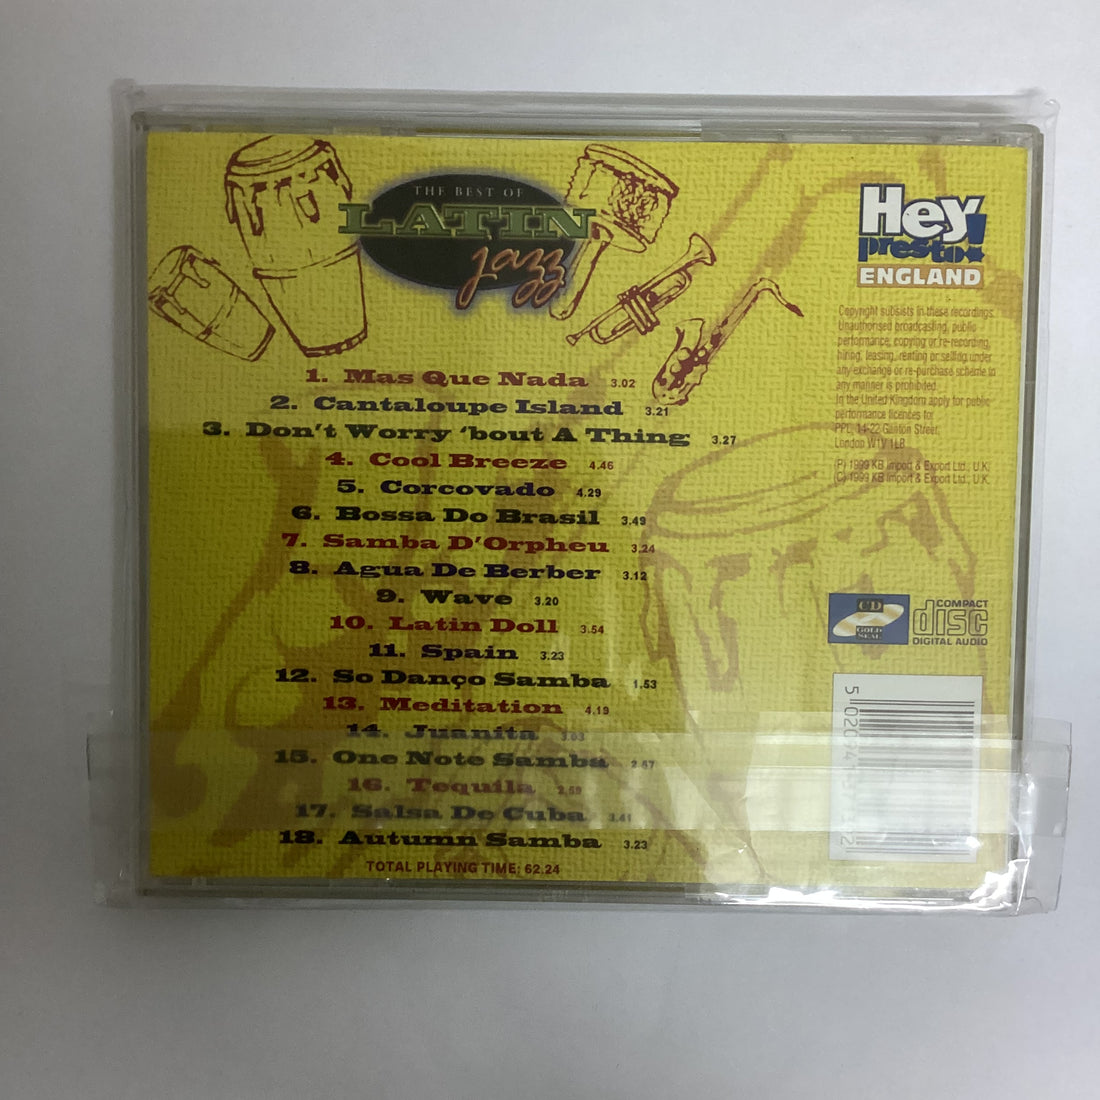 THE BEST OF
LATIN
jazz
Hey!
presto
ENGLAND
Copyright subsists in these recordings.
Unauthorised broadcasting, public
performance, copying or re-recording,
hiring, leasing, renting or selling under
any exchange or re-purchase scheme in
any manner is prohibited.
In the United Kingdom apply for public
performance licences to:
PPL, 14-22 Ganton Street,
London W1V 1LB
(P) 1999 KB Import & Export Ltd., U.K.
(C) 1999 KB Import & Export Ltd., U.K.
1. Mas Que Nada 3.02
2. Cantaloupe Island 3.21
3. Don't Worry 'bout A Thing 3.27
4. Cool Breeze 4.46
5. Corcovado 4.29
6. Bossa Do Brasil 3.49
7. Samba D'Orpheu 3.24
8. Agua De Berber 3.12
9. Wave 3.20
10. Latin Doll 3.54
11. Spain 3.23
12. So Danço Samba 1.53
13. Meditation 4.19
14. Juanita 3.03
15. One Note Samba 2.57
16. Tequila 2.59
17. Salsa De Cuba 3.41
18. Autumn Samba 3.23
TOTAL PLAYING TIME: 62.24
CD
GOLD
SEAL
COMPACT
disc
DIGITAL AUDIO